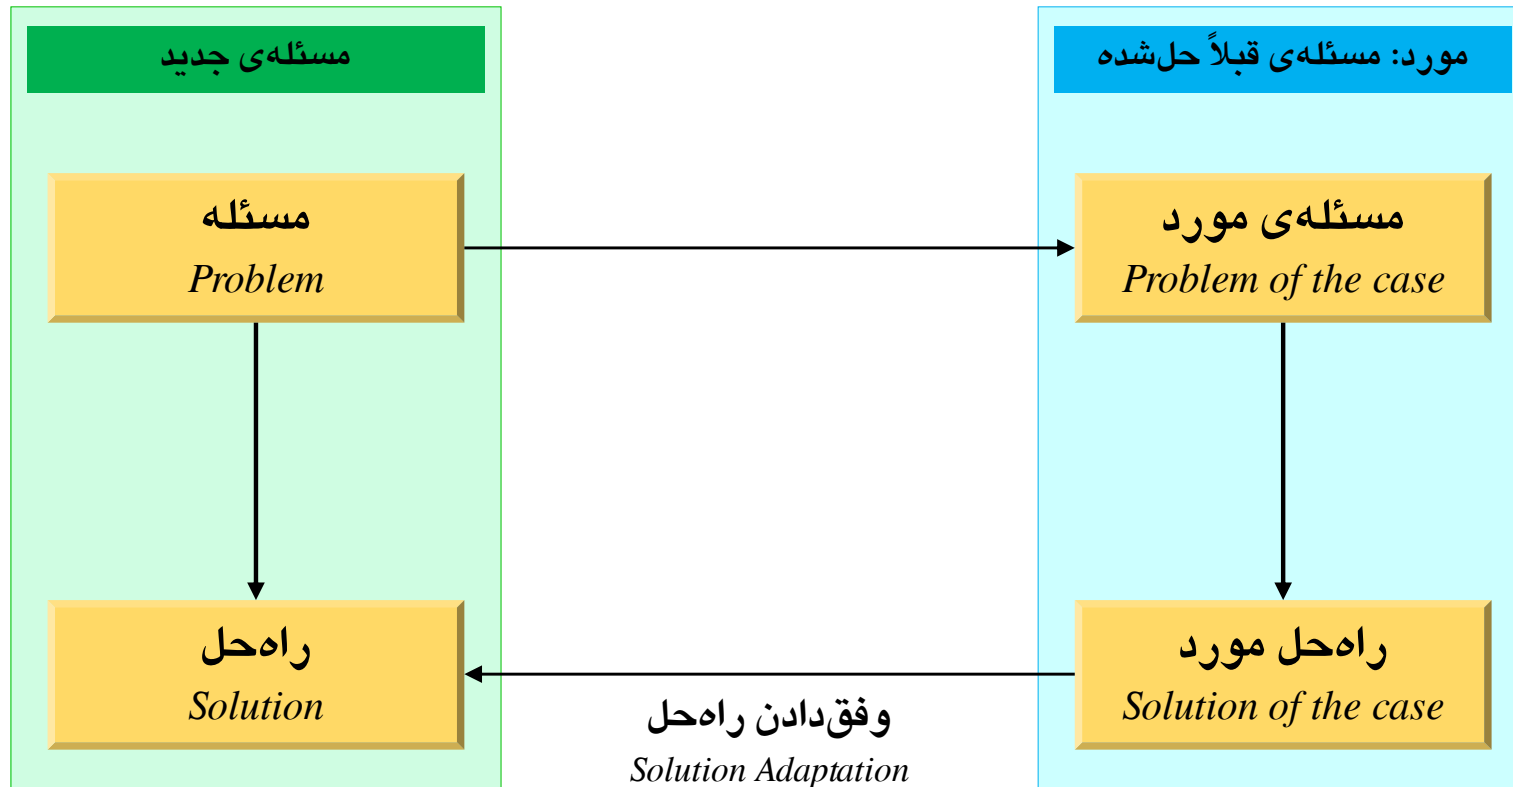 مورد: مسئله‌ی قبلاً حل‌شده
مسئله‌ی جدید
مسئله‌ی مورد
Problem of the case
مسئله
Problem
راه‌حل مورد
Solution of the case
راه‌حل
Solution
وفق‌دادن راه‌حل
Solution Adaptation